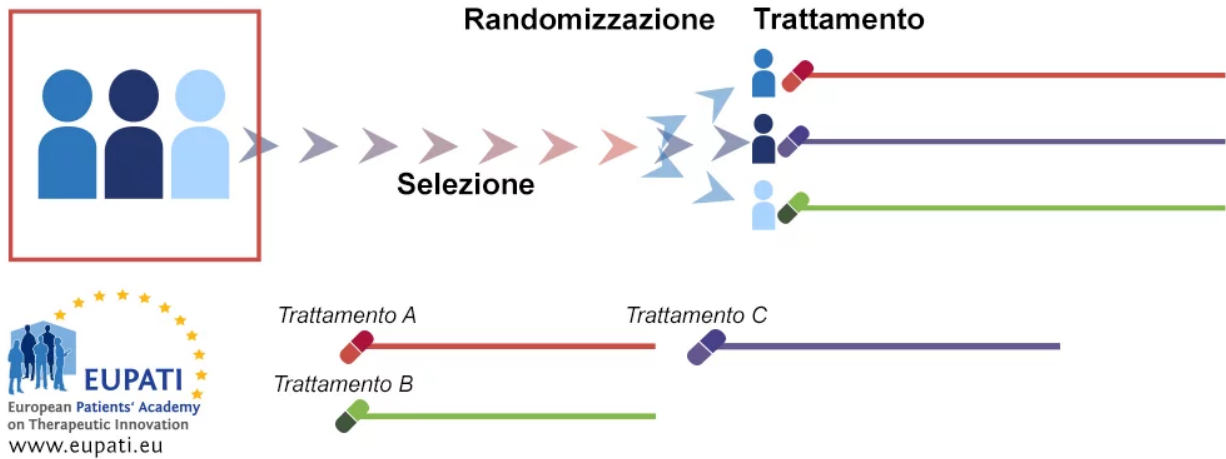 Randomizzazione
Trattamento
Selezione
Trattamento A
Trattamento C
Trattamento B
EUPATI
European Patients' Academy
on Therapeutic Innovation
www.eupati.eu